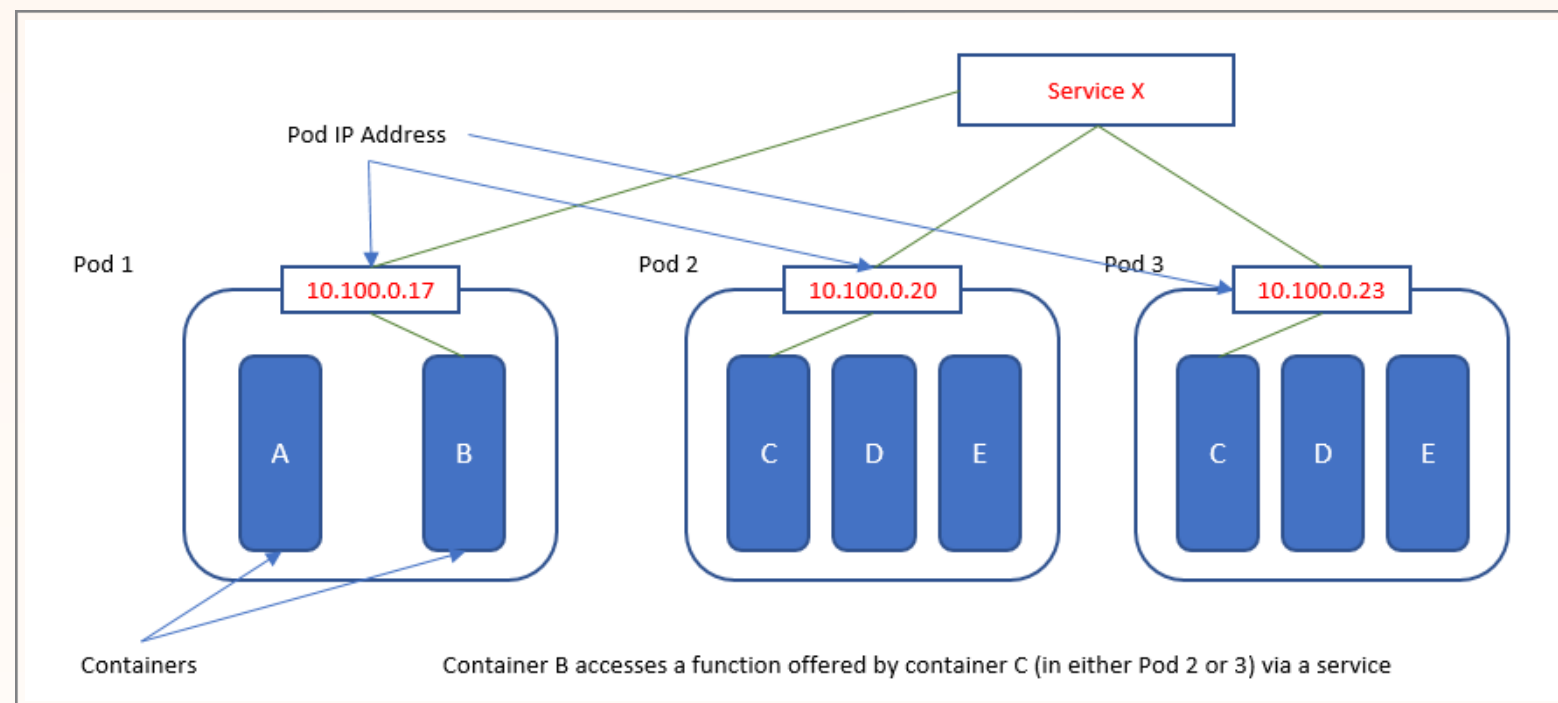 Service X
Pod IP Address
Pod 1
Pod 2
Pod 3
10.100.0.17
10.100.0.20
10.100.0.23
A
B
C
D
E
C
D
E
Containers
Container B accesses a function offered by container C (in either Pod 2 or 3) via a service